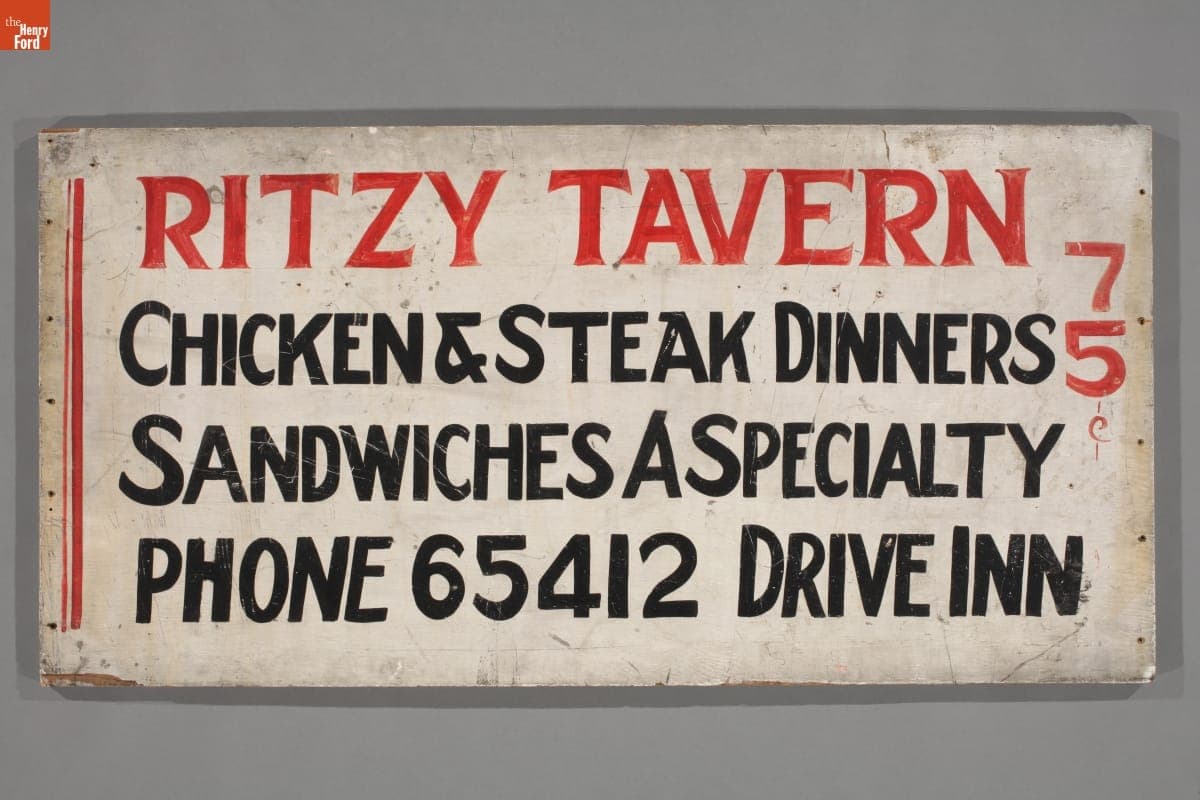 the
Henry
Ford
RITZY TAVERN
CHICKEN & STEAK DINNERS 75¢
SANDWICHES A SPECIALTY
PHONE 65412 DRIVE INN